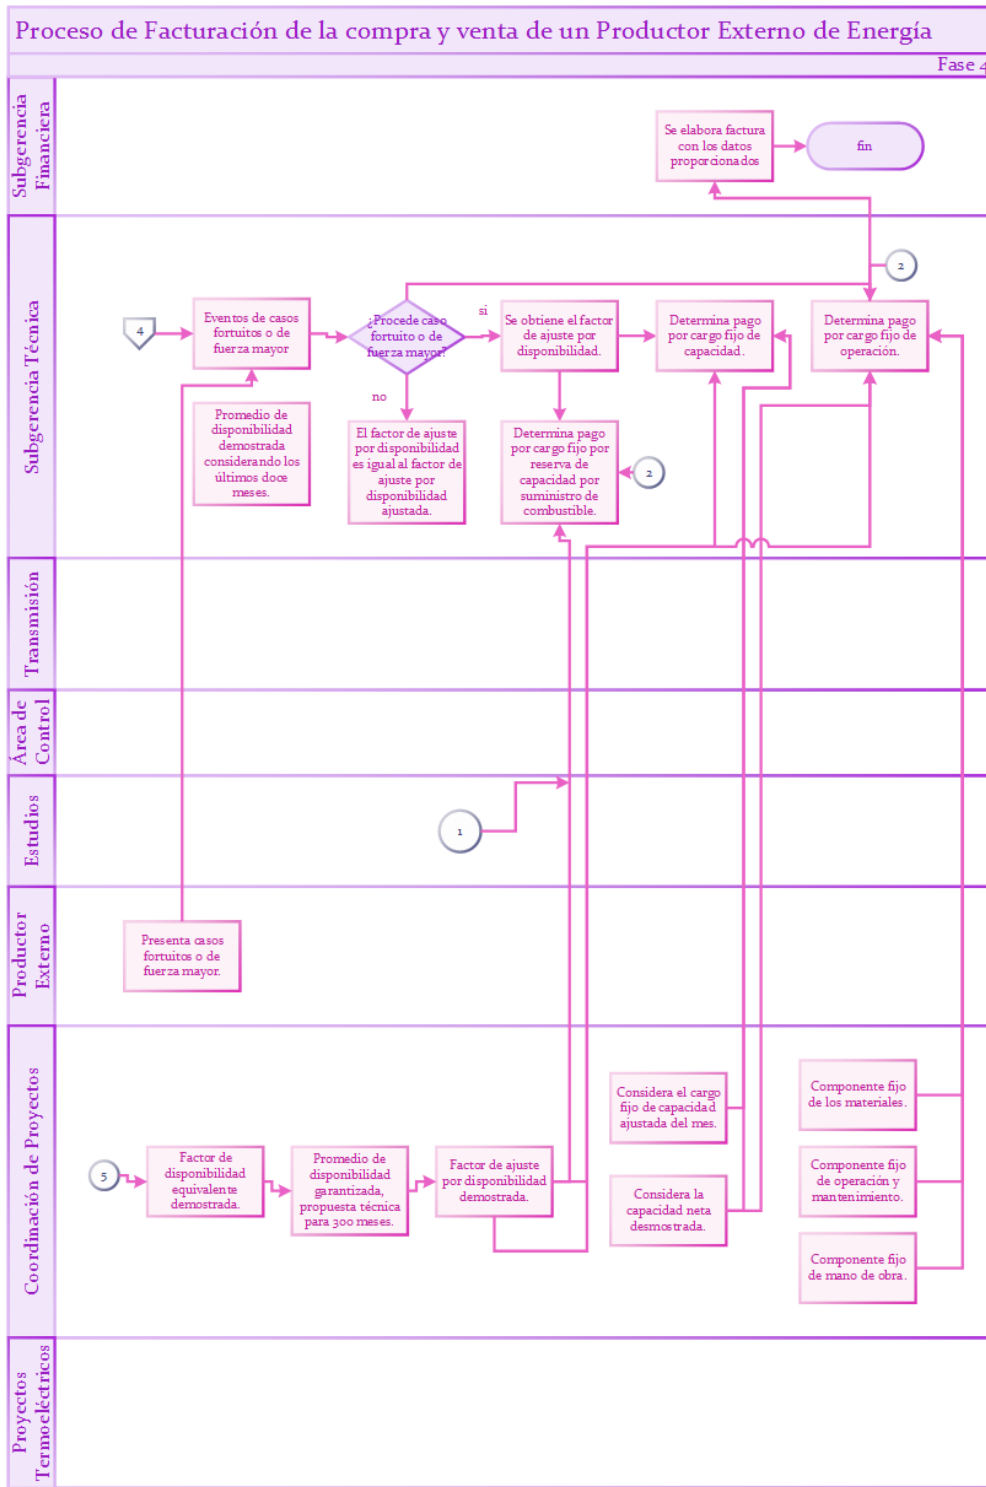 Proceso de Facturación de la compra y venta de un Productor Externo de Energía
Fase 4
Subgerencia
Financiera
Se elabora factura
con los datos
proporcionados
fin
Subgerencia Técnica
2
4
Eventos de casos
fortuitos o de
fuerza mayor
¿Procede caso
fortuito o de
fuerza mayor?
si
no
Se obtiene el factor
de ajuste por
disponibilidad.
Determina pago
por cargo fijo de
capacidad.
Determina pago
por cargo fijo de
operación.
Promedio de
disponibilidad
demostrada
considerando los
últimos doce
meses.
El factor de ajuste
por disponibilidad
es igual al factor de
ajuste por
disponibilidad
ajustada.
Determina pago
por cargo fijo por
reserva de
capacidad por
suministro de
combustible.
2
Transmisión
Área de
Control
Estudios
1
Productor
Externo
Presenta casos
fortuitos o de
fuerza mayor.
Coordinación de Proyectos
5
Factor de
disponibilidad
equivalente
demostrada.
Promedio de
disponibilidad
garantizada,
propuesta técnica
para 300 meses.
Factor de ajuste
por disponibilidad
demostrada.
Considera el cargo
fijo de capacidad
ajustada del mes.
Considera la
capacidad neta
desmostrada.
Componente fijo
de los materiales.
Componente fijo
de operación y
mantenimiento.
Componente fijo
de mano de obra.
Proyectos
Termoeléctricos